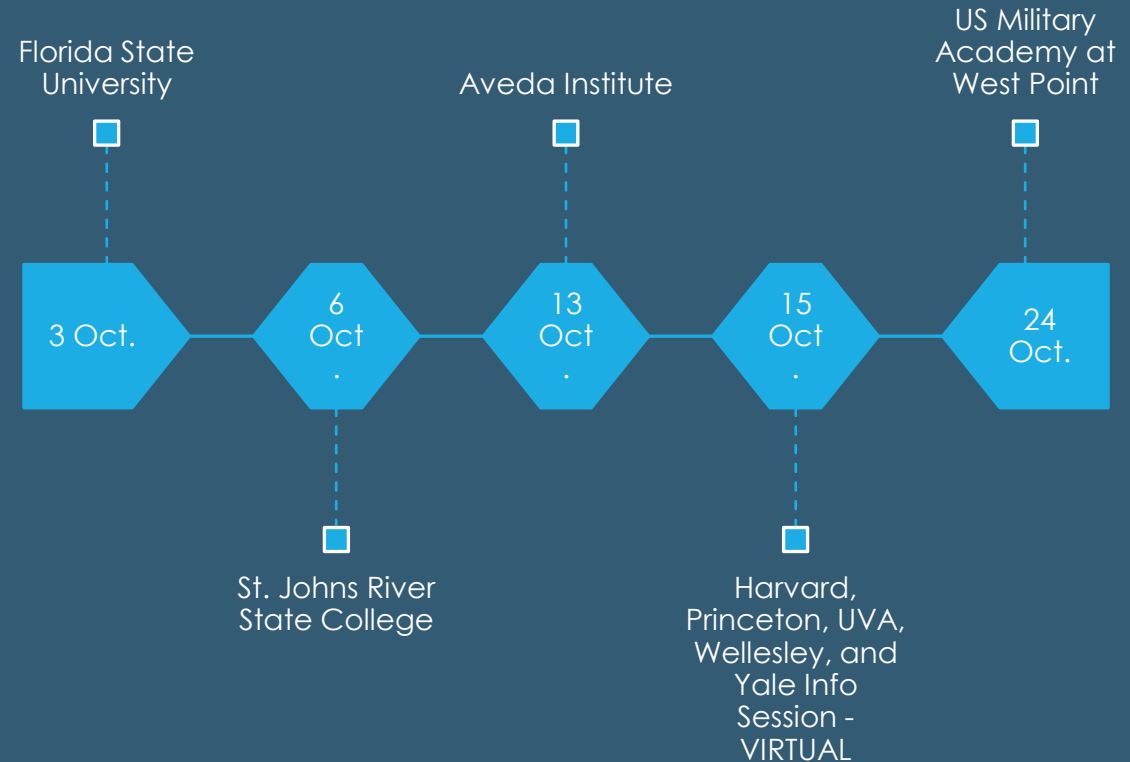 Florida State
University
Aveda Institute
US Military
Academy at
West Point
3 Oct.
6
Oct
.
13
Oct
.
15
Oct
.
24
Oct.
St. Johns River
State College
Harvard,
Princeton, UVA,
Wellesley, and
Yale Info
Session -
VIRTUAL